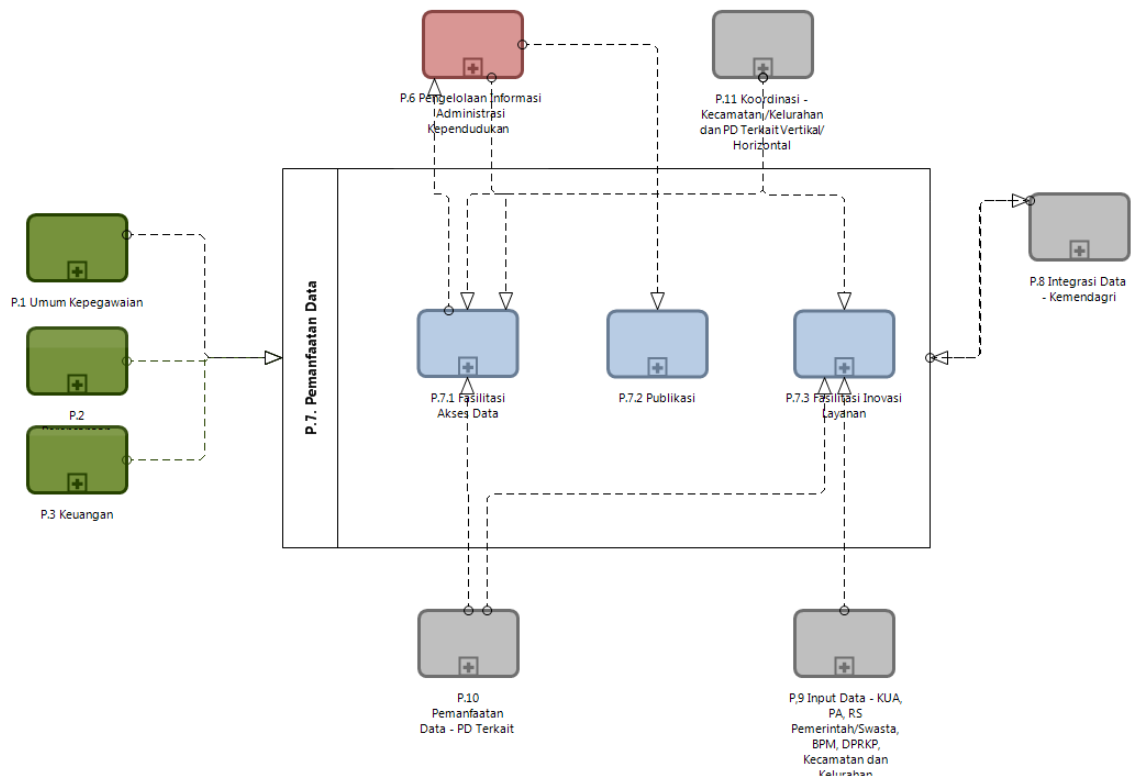 P.6 Pengelolaan Informasi
Administrasi
Kependudukan
P.11 Koordinasi -
Kecamatan/Kelurahan
dan PD Terkait Vertikal/
Horizontal
P.1 Umum Kepegawaian
P.2
P.3 Keuangan
P.7. Pemanfaatan Data
P.7.1 Fasilitasi
Akses Data
P.7.2 Publikasi
P.7.3 Fasilitasi Inovasi
Layanan
P.8 Integrasi Data
- Kemendagri
P.10
Pemanfaatan
Data - PD Terkait
P,9 Input Data - KUA,
PA, RS
Pemerintah/Swasta,
BPM, DPRKP,
Kecamatan dan
Kelurahan